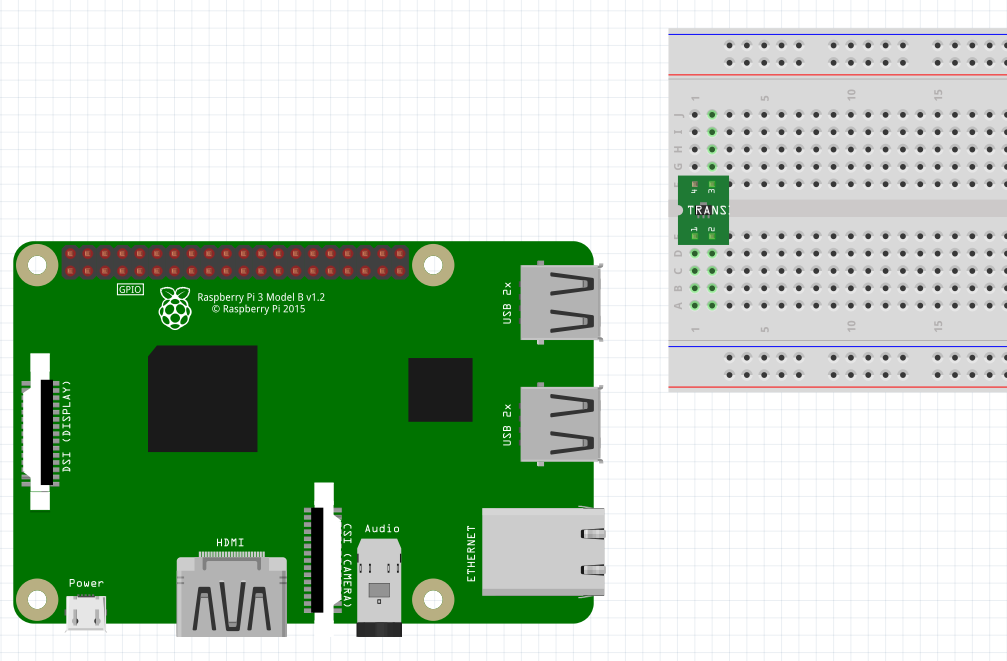 1
5
10
15
J
I
H
G
4
3
TRANS
1
2
D
C
B
A
1
5
10
15
GPIO
Raspberry Pi 3 Model B v1.2
© Raspberry Pi 2015
USB 2x
DSI (DISPLAY)
USB 2x
HDMI
CSI (CAMERA)
Audio
ETHERNET
Power